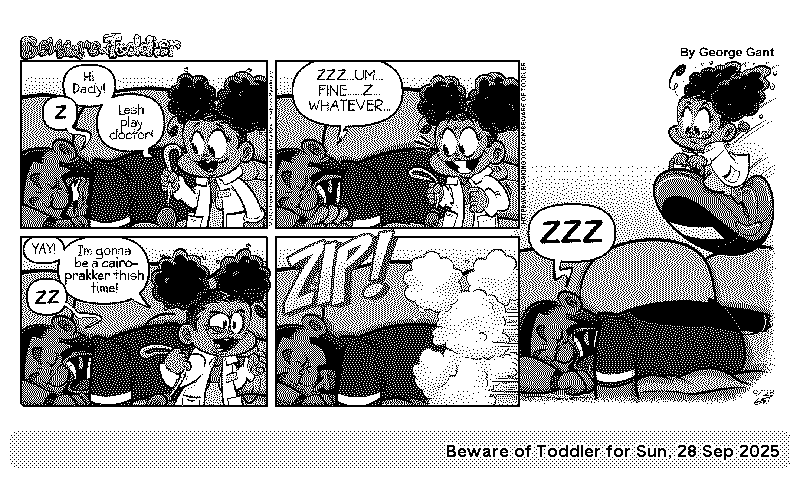 Beware of Toddler
By George Gant
Hi
Dady!
Z
Lesh
play
doctor!
ZZZ...UM...
FINE.....Z...
WHATEVER...
YAY!
I'm gonna
be a cairo-
prakker thish
time!
ZZ
ZIP!
ZZZ
Beware of Toddler for Sun, 28 Sep 2025